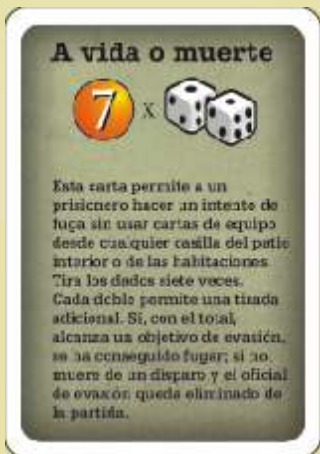 A vida o muerte
7 x
Esta carta permite a un
prisionero hacer un intento de
fuga sin usar cartas de equipo
desde cualquier casilla del patio
interior o de las habitaciones
Tira los dados siete veces.
Cada doble permite una tirada
adicional. Si, con el total,
alcanza un objetivo de evasión,
se ha conseguido fugar; si no
muere de un disparo y el oficial
de evasión queda eliminado de
la partida.